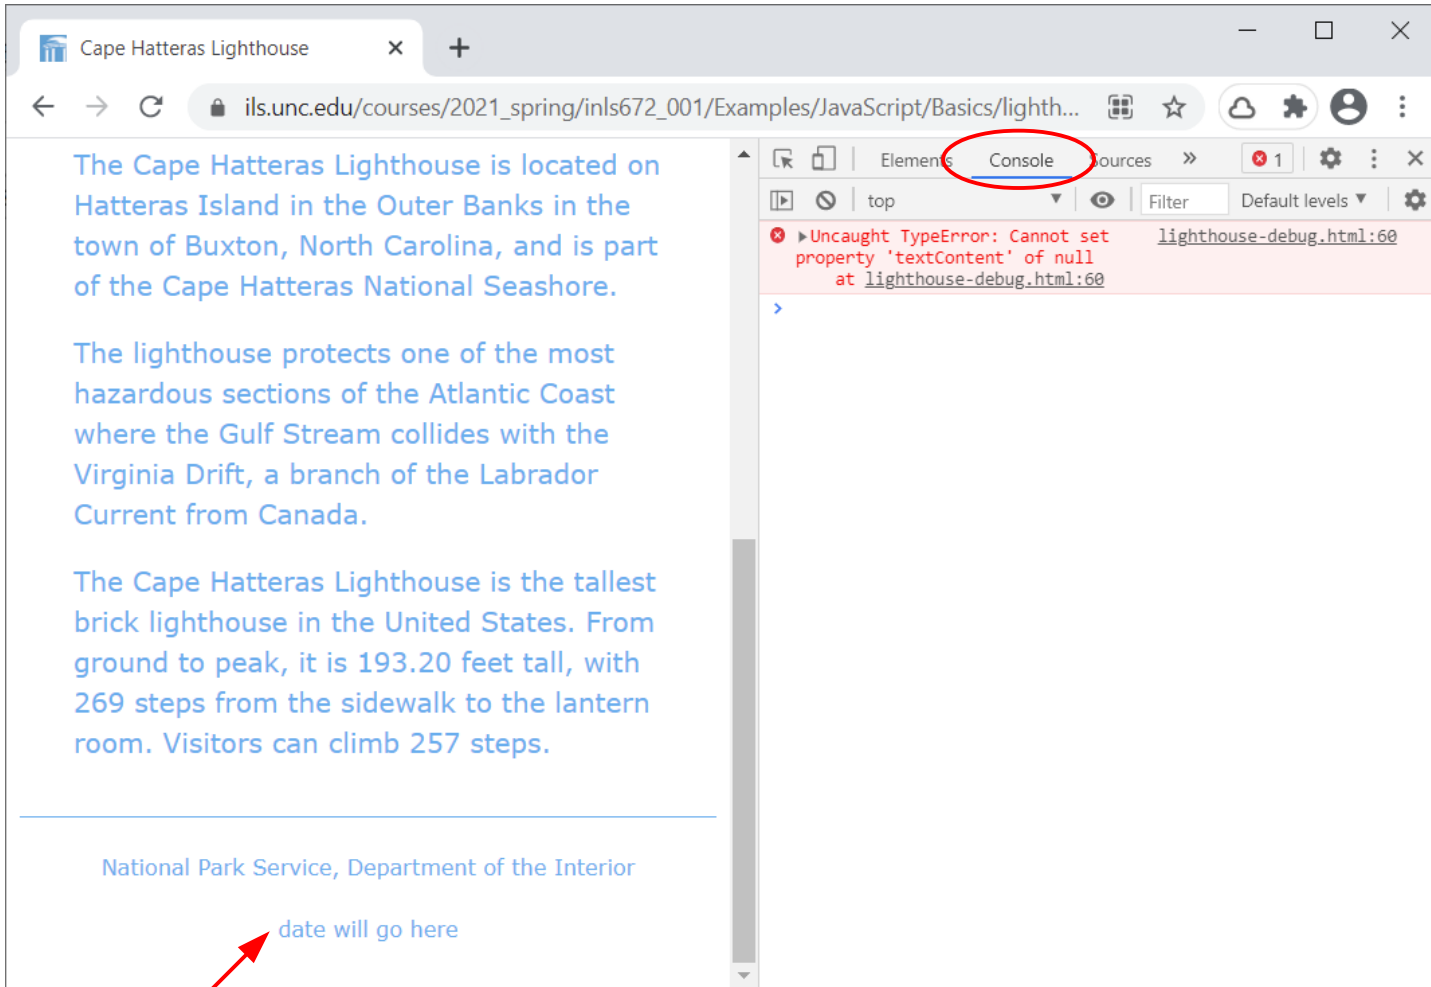 Cape Hatteras Lighthouse
ils.unc.edu/courses/2021_spring/inls672_001/Examples/JavaScript/Basics/lighth...
The Cape Hatteras Lighthouse is located on
Hatteras Island in the Outer Banks in the
town of Buxton, North Carolina, and is part
of the Cape Hatteras National Seashore.
The lighthouse protects one of the most
hazardous sections of the Atlantic Coast
where the Gulf Stream collides with the
Virginia Drift, a branch of the Labrador
Current from Canada.
The Cape Hatteras Lighthouse is the tallest
brick lighthouse in the United States. From
ground to peak, it is 193.20 feet tall, with
269 steps from the sidewalk to the lantern
room. Visitors can climb 257 steps.
National Park Service, Department of the Interior
date will go here
Elements Console Sources » 1
top Filter Default levels
Uncaught TypeError: Cannot set lighthouse-debug.html:60
property 'textContent' of null
at lighthouse-debug.html:60